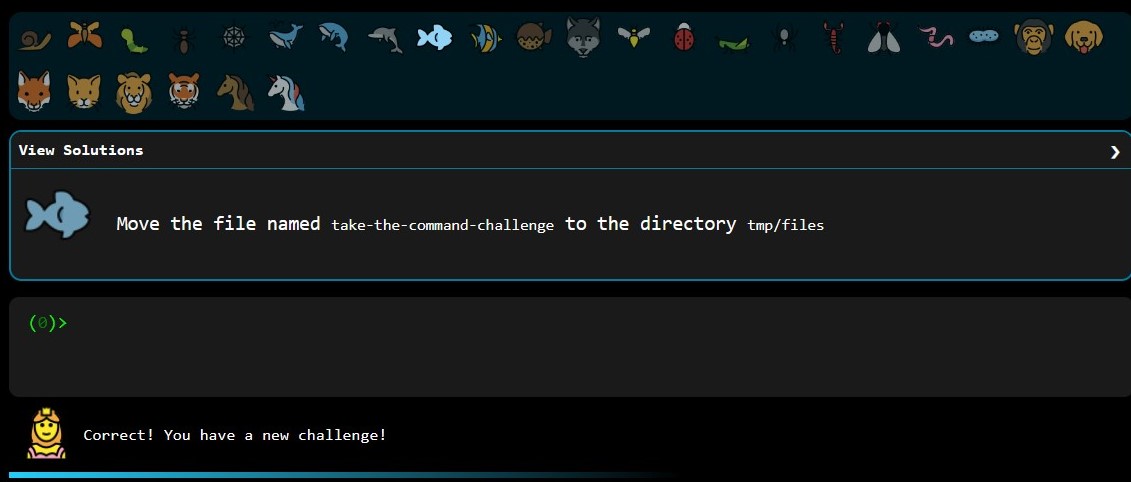 View Solutions ❯
Move the file named take-the-command-challenge to the directory tmp/files
(0)>
Correct! You have a new challenge!